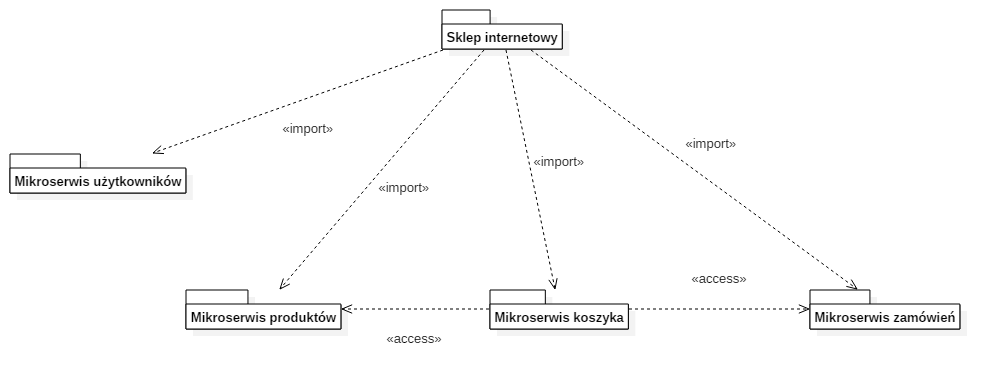 Sklep internetowy
«import»
«import»
«import»
Mikroserwis użytkowników
«import»
«access»
Mikroserwis produktów
Mikroserwis koszyka
Mikroserwis zamówień
«access»